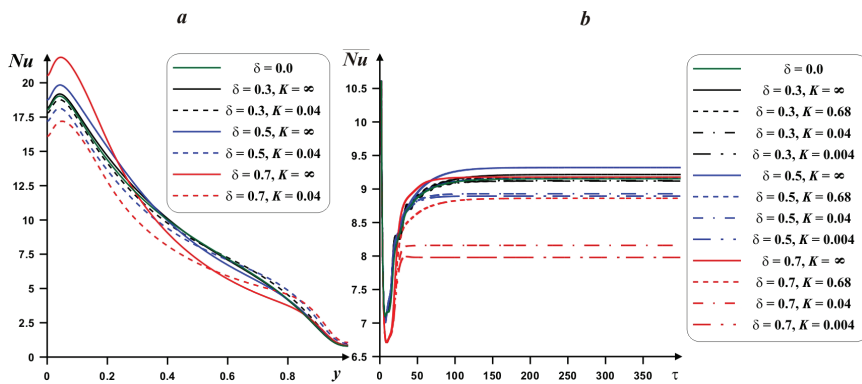 a
b
Nu
20
17.5
15
12.5
10
7.5
5
2.5
0
0
0.2
0.4
0.6
0.8
y
δ = 0.0
δ = 0.3, K = ∞
δ = 0.3, K = 0.04
δ = 0.5, K = ∞
δ = 0.5, K = 0.04
δ = 0.7, K = ∞
δ = 0.7, K = 0.04
Nu
10.5
10
9.5
9
8.5
8
7.5
7
6.5
0
50
100
150
200
250
300
350
τ
δ = 0.0
δ = 0.3, K = ∞
δ = 0.3, K = 0.68
δ = 0.3, K = 0.04
δ = 0.3, K = 0.004
δ = 0.5, K = ∞
δ = 0.5, K = 0.68
δ = 0.5, K = 0.04
δ = 0.5, K = 0.004
δ = 0.7, K = ∞
δ = 0.7, K = 0.68
δ = 0.7, K = 0.04
δ = 0.7, K = 0.004